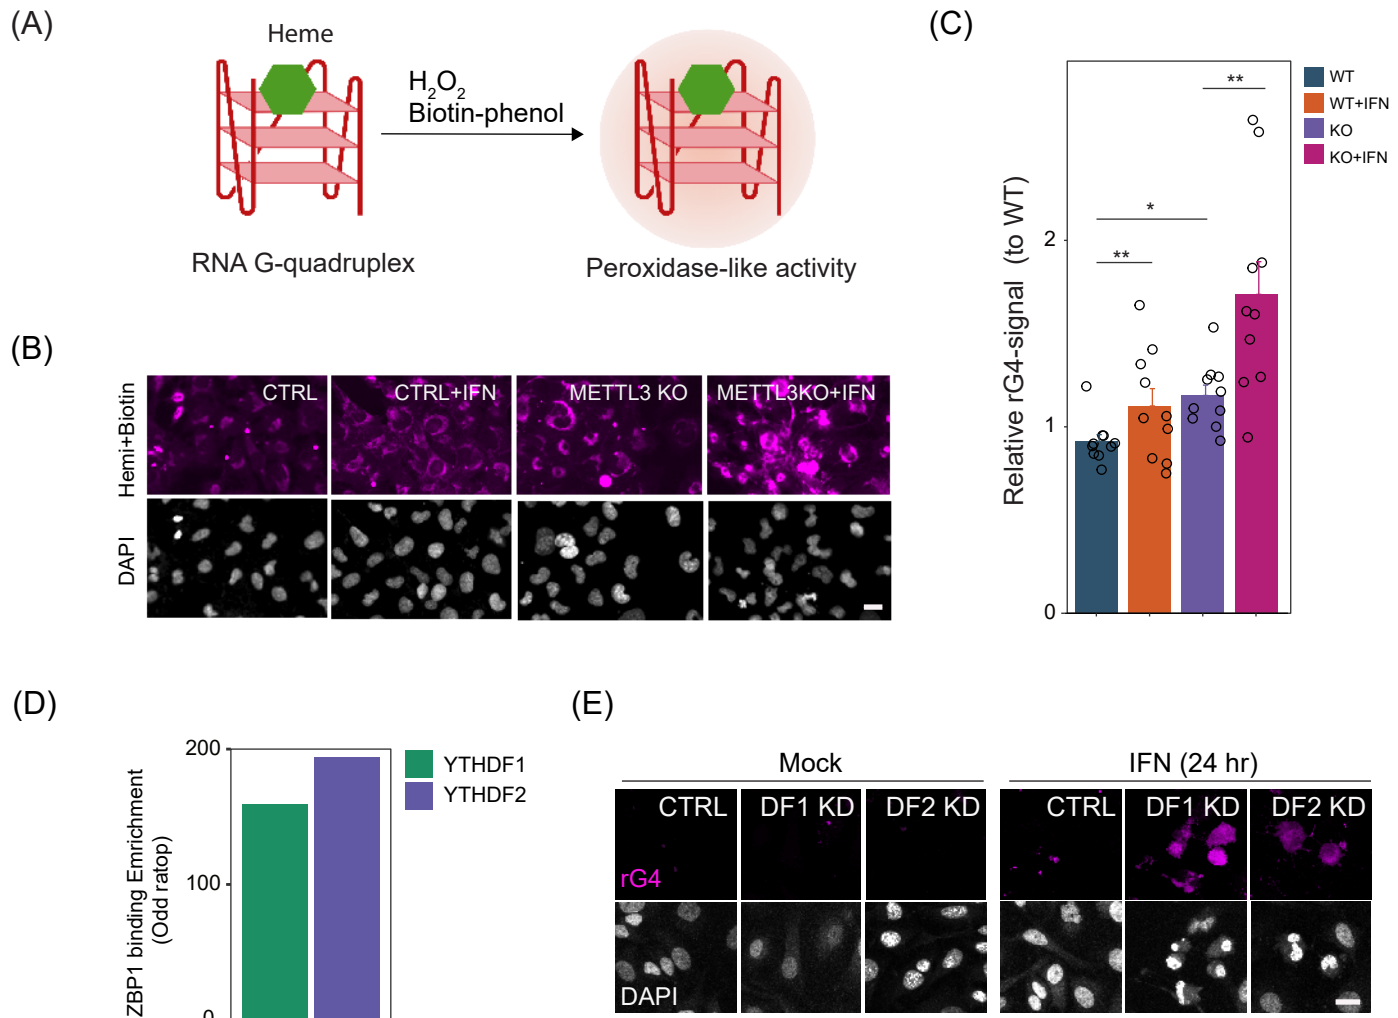 (A)
Heme
H2O2
Biotin-phenol
RNA G-quadruplex
Peroxidase-like activity
(B)
Hemi+Biotin
CTRL
CTRL+IFN
METTL3 KO
METTL3KO+IFN
DAPI
(C)
Relative rG4-signal (to WT)
2
1
0
**
*
**
WT
WT+IFN
KO
KO+IFN
(D)
ZBP1 binding Emrichment
(Odd ratop)
200
100
0
YTHDF1
YTHDF2
(E)
Mock
IFN (24 hr)
CTRL
DF1 KD
DF2 KD
CTRL
DF1 KD
DF2 KD
rG4
DAPI